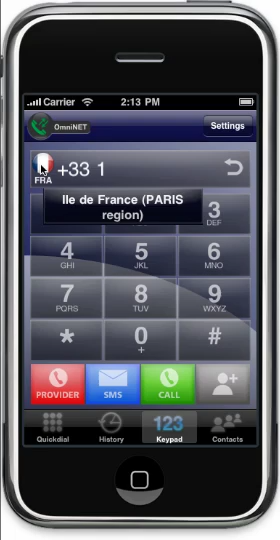 Carrier 2:13 PM
OmniNET Settings
+33 1
FRA
Ile de France (PARIS
region)
3
DEF
4 5 6
GHI JKL MNO
7 8 9
PQRS TUV WXYZ
* 0 #
+
PROVIDER SMS CALL
123
Quickdial History Keypad Contacts